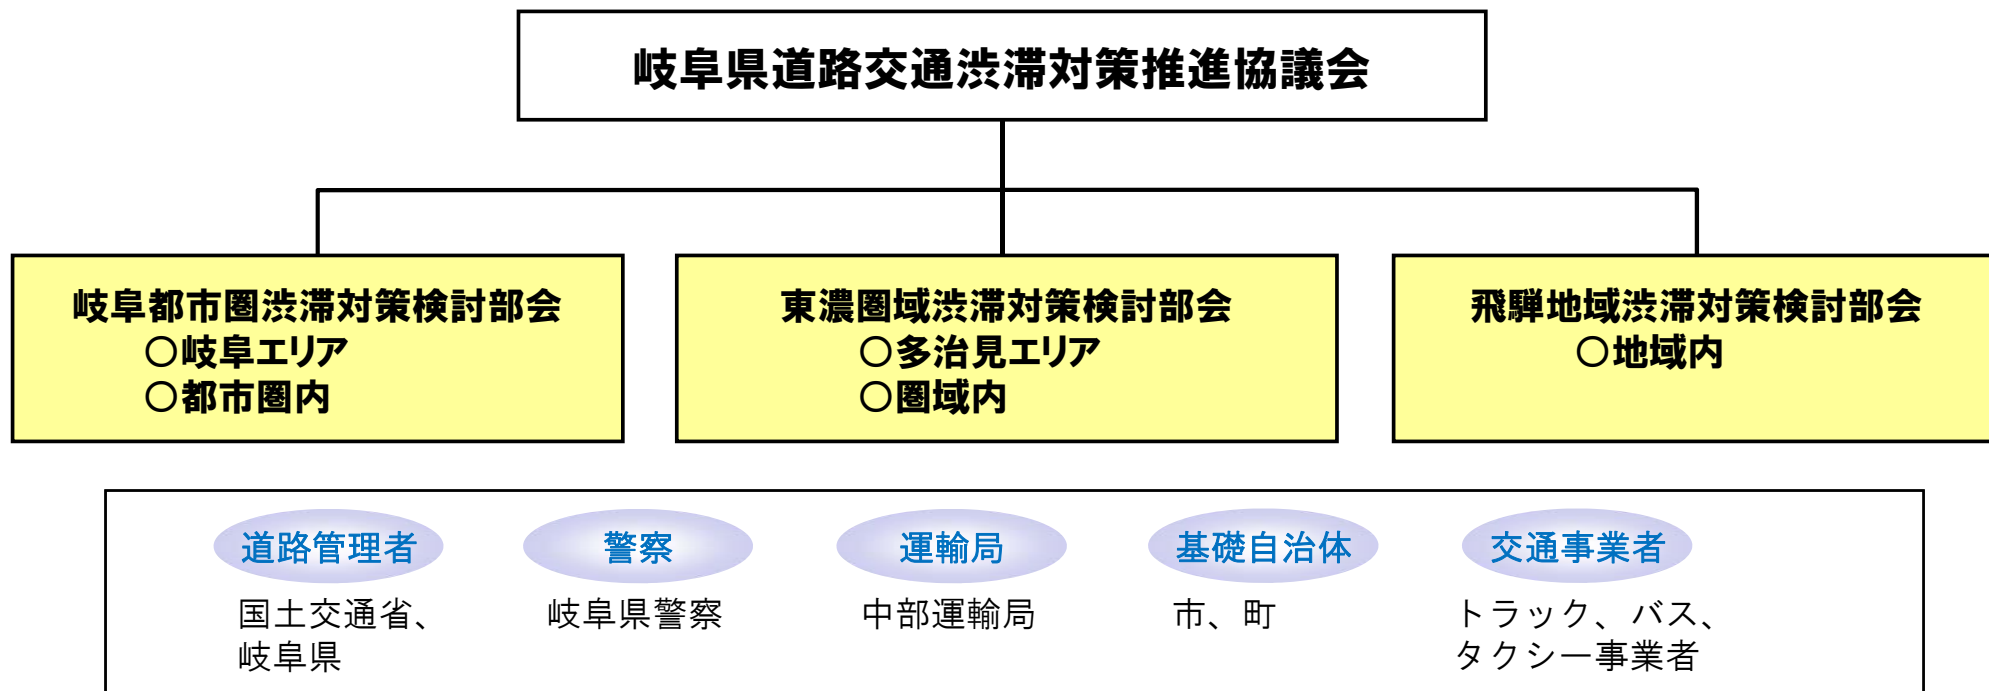 岐阜県道路交通渋滞対策推進協議会
岐阜都市圏渋滞対策検討部会
○岐阜エリア
○都市圏内
東濃圏域渋滞対策検討部会
○多治見エリア
○圏域内
飛騨地域渋滞対策検討部会
○地域内
道路管理者
国土交通省、
岐阜県
警察
岐阜県警察
運輸局
中部運輸局
基礎自治体
市、町
交通事業者
トラック、バス、
タクシー事業者